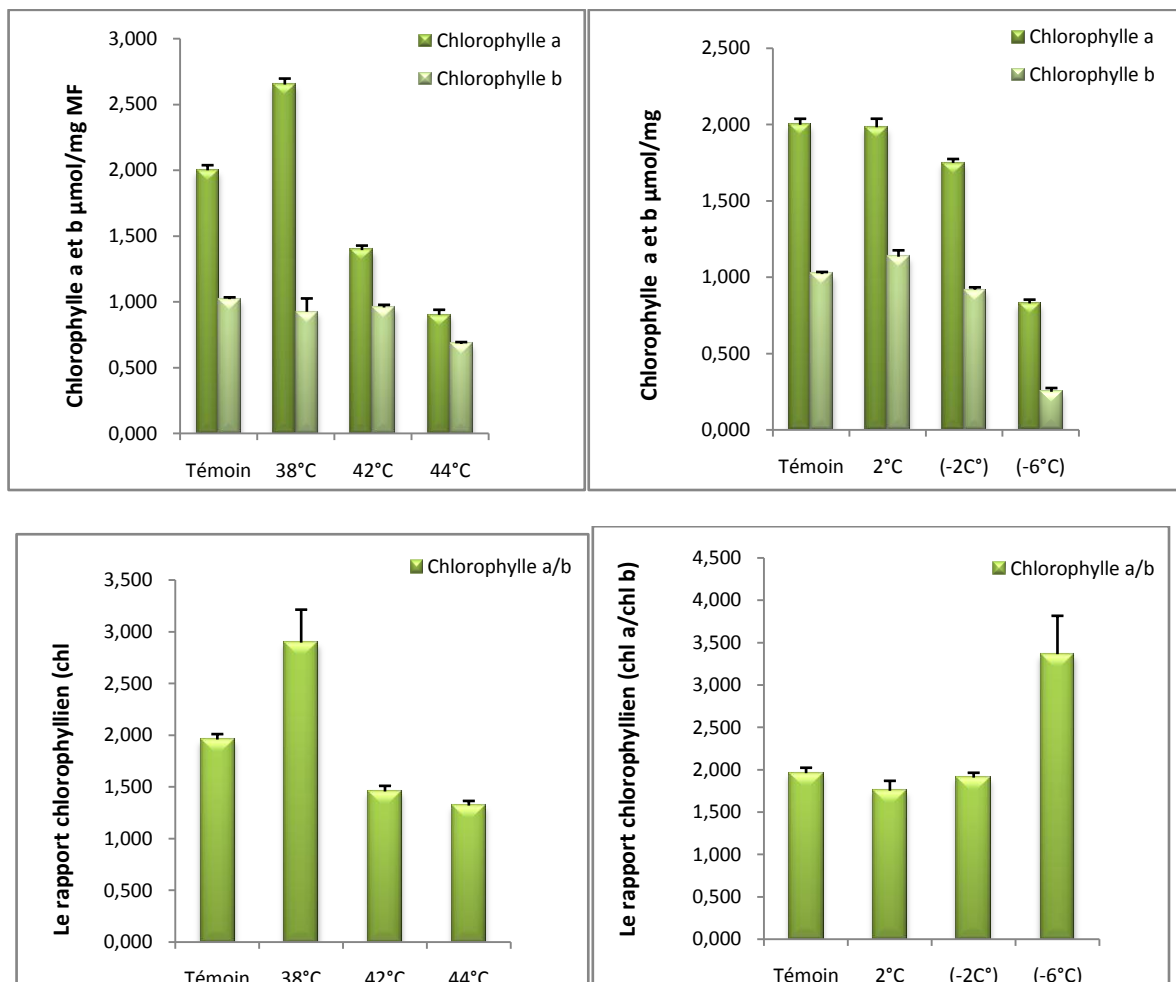 Chlorophylle a et b µmol/mg MF
3,000
2,500
2,000
1,500
1,000
0,500
0,000
Chlorophylle a
Chlorophylle b
Témoin 38°C 42°C 44°C
Chlorophylle a et b µmol/mg
2,500
2,000
1,500
1,000
0,500
0,000
Chlorophylle a
Chlorophylle b
Témoin 2°C (-2C°) (-6°C)
Le rapport chlorophyllien (chl
3,500
3,000
2,500
2,000
1,500
1,000
0,500
0,000
Chlorophylle a/b
Témoin 38°C 42°C 44°C
Le rapport chlorophyllien (chl a/chl b)
4,500
4,000
3,500
3,000
2,500
2,000
1,500
1,000
0,500
0,000
Chlorophylle a/b
Témoin 2°C (-2C°) (-6°C)